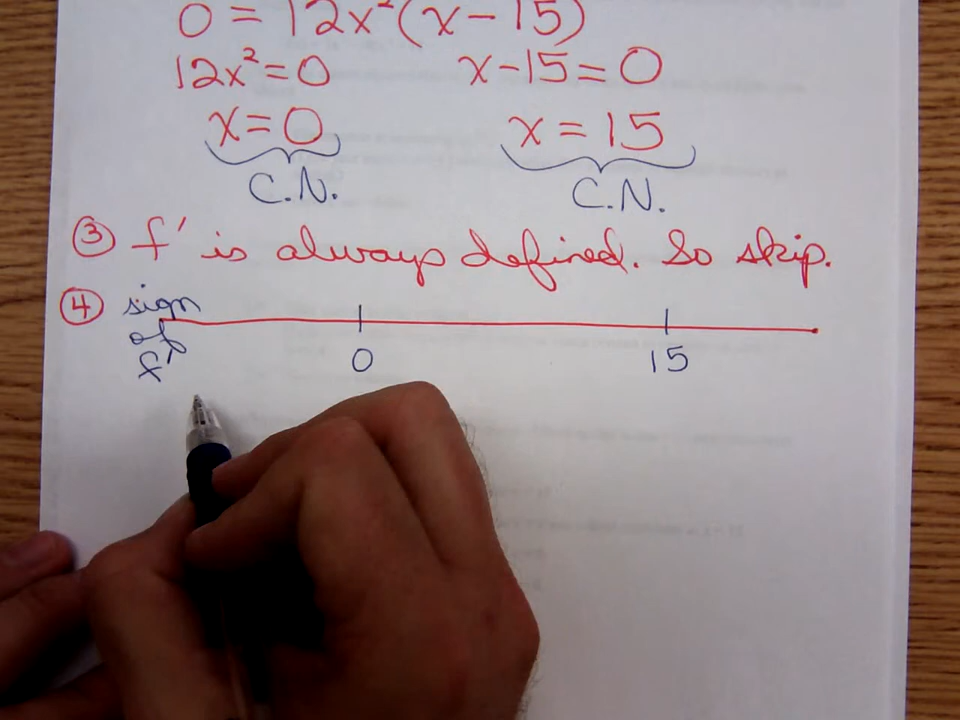 0 = 12x²(x - 15)
12x² = 0 x - 15 = 0
x = 0 x = 15
C.N. C.N.
③ f' is always defined. So skip.
④ sign
of
f'
0 15